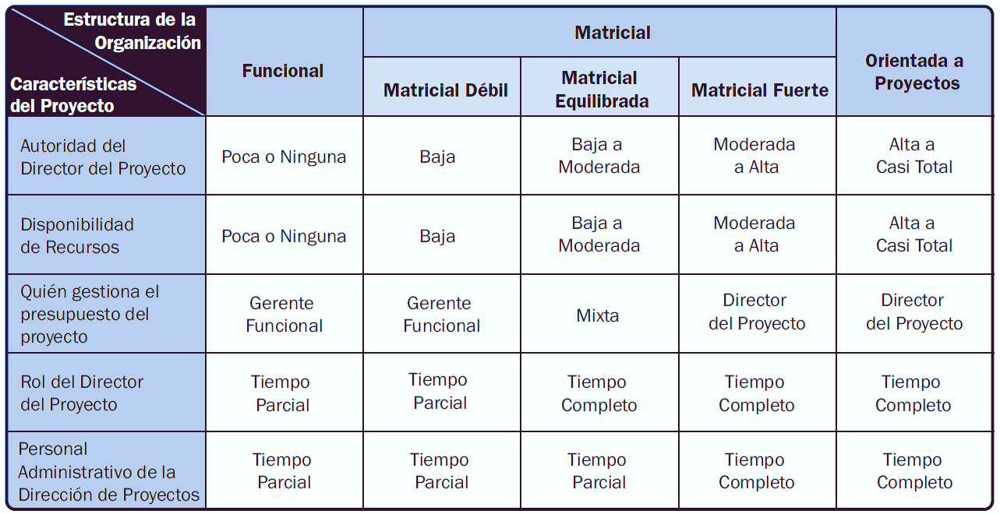 Estructura de la
Organización
Características
del Proyecto
Funcional
Matricial
Matricial Débil
Matricial
Equilibrada
Matricial Fuerte
Orientada a
Proyectos
Autoridad del
Director del Proyecto
Poca o Ninguna
Baja
Baja a
Moderada
Moderada
a Alta
Alta a
Casi Total
Disponibilidad
de Recursos
Poca o Ninguna
Baja
Baja a
Moderada
Moderada
a Alta
Alta a
Casi Total
Quién gestiona el
presupuesto del
proyecto
Gerente
Funcional
Gerente
Funcional
Mixta
Director
del Proyecto
Director
del Proyecto
Rol del Director
del Proyecto
Tiempo
Parcial
Tiempo
Parcial
Tiempo
Completo
Tiempo
Completo
Tiempo
Completo
Personal
Administrativo de la
Dirección de Proyectos
Tiempo
Parcial
Tiempo
Parcial
Tiempo
Parcial
Tiempo
Completo
Tiempo
Completo